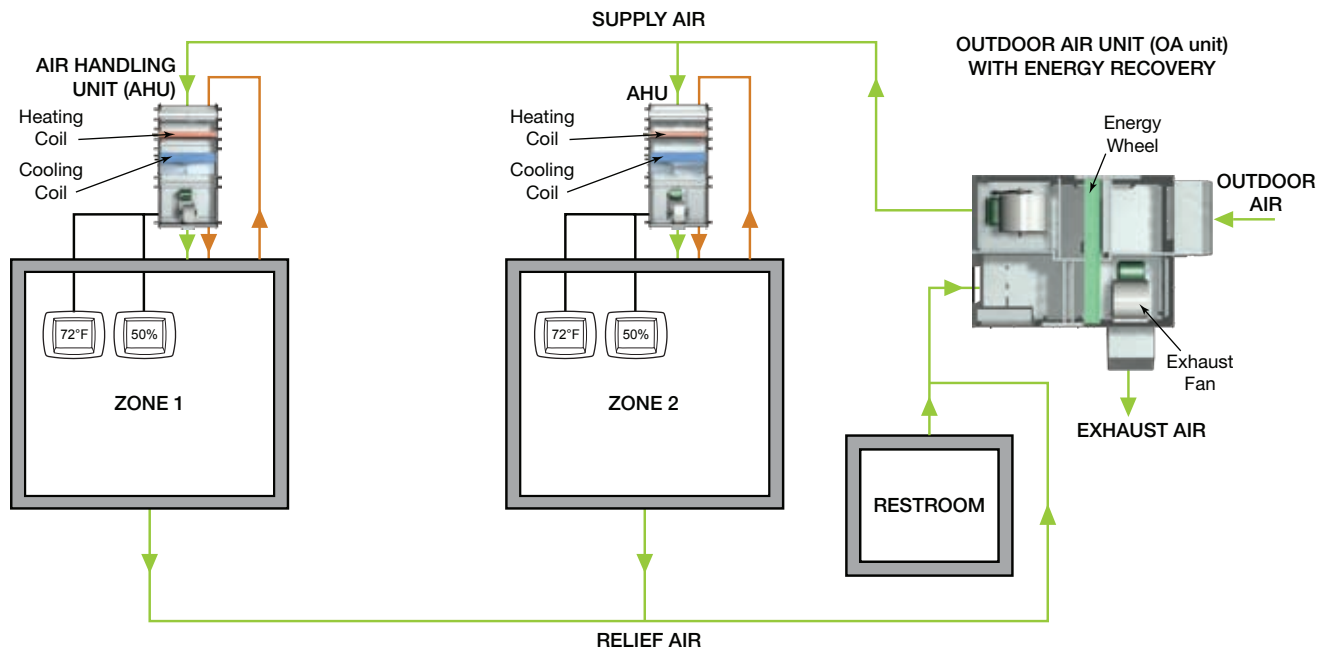 SUPPLY AIR
OUTDOOR AIR UNIT (OA unit)
WITH ENERGY RECOVERY
AIR HANDLING
UNIT (AHU)
Heating
Coil
Cooling
Coil
AHU
Heating
Coil
Cooling
Coil
Energy
Wheel
OUTDOOR
AIR
72°F
50%
ZONE 1
72°F
50%
ZONE 2
Exhaust
Fan
EXHAUST AIR
RESTROOM
RELIEF AIR